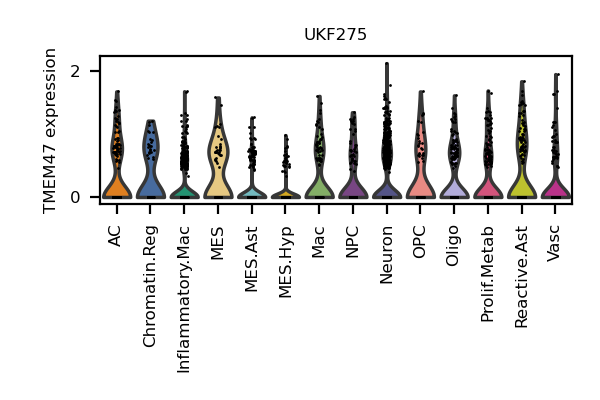 UKF275
TMEM47 expression
2
0
AC
Chromatin.Reg
Inflammatory.Mac
MES
MES.Ast
MES.Hyp
Mac
NPC
Neuron
OPC
Oligo
Prolif.Metab
Reactive.Ast
Vasc